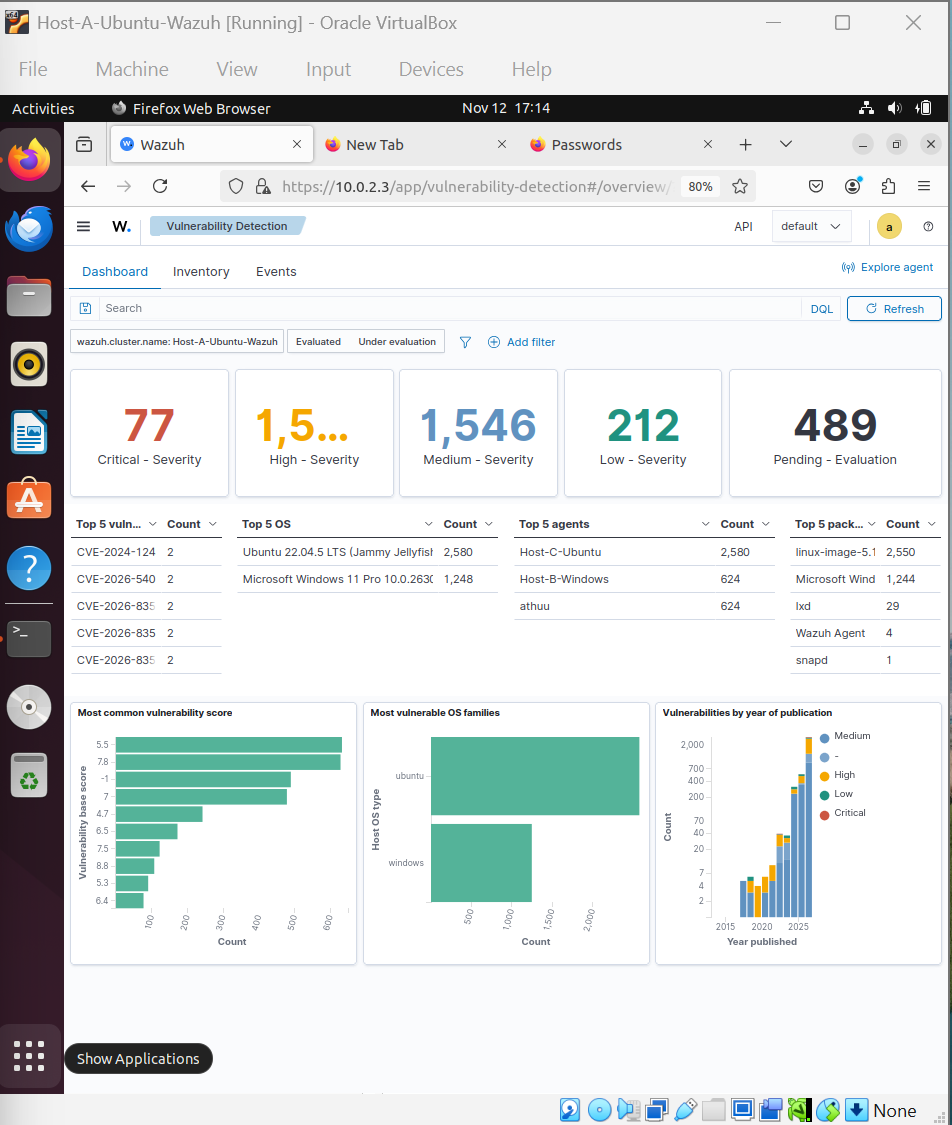 Host-A-Ubuntu-Wazuh [Running] - Oracle VirtualBox
File Machine View Input Devices Help
Activities Firefox Web Browser Nov 12 17:14
Wazuh New Tab Passwords
https://10.0.2.3/app/vulnerability-detection#/overview/ 80%
W. Vulnerability Detection API default a
Dashboard Inventory Events Explore agent
Search DQL Refresh
wazuh.cluster.name: Host-A-Ubuntu-Wazuh Evaluated Under evaluation Add filter
77 1,5... 1,546 212 489
Critical - Severity High - Severity Medium - Severity Low - Severity Pending - Evaluation
Top 5 vuln... Count Top 5 OS Count Top 5 agents Count Top 5 pack... Count
CVE-2024-124 2 Ubuntu 22.04.5 LTS (Jammy Jellyfish 2,580 Host-C-Ubuntu 2,580 linux-image-5.1 2,550
CVE-2026-540 2 Microsoft Windows 11 Pro 10.0.2630 1,248 Host-B-Windows 624 Microsoft Wind 1,244
CVE-2026-835 2 athuu 624 lxd 29
CVE-2026-835 2 Wazuh Agent 4
CVE-2026-835 2 snapd 1
Most common vulnerability score
Vulnerability base score
5.5
7.8
-1
7
4.7
6.5
7.5
8.8
5.3
6.4
100 200 300 400 500 600
Count
Most vulnerable OS families
Host OS type
ubuntu
windows
500 1,000 1,500 2,000
Count
Vulnerabilities by year of publication
Count
2,000
700
400
200
70
40
20
7
4
2
2015 2020 2025
Year published
Medium
-
High
Low
Critical
Show Applications
None